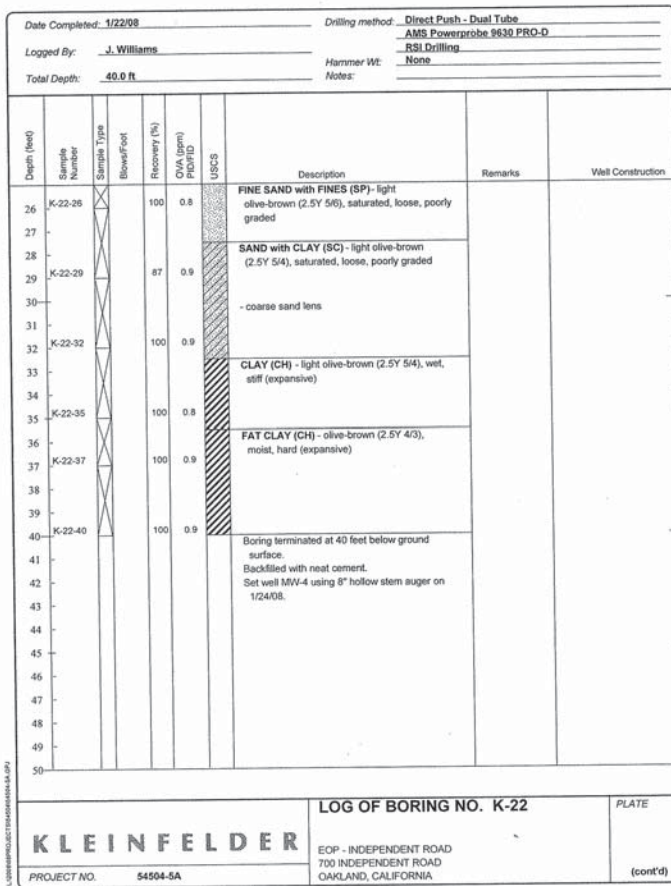 Date Completed: 1/22/08
Drilling method: Direct Push - Dual Tube
AMS Powerprobe 9630 PRO-D
Logged By: J. Williams
RSI Drilling
Hammer Wt: None
Total Depth: 40.0 ft
Notes:
Depth (feet)
Sample Number
Sample Type
Blows/Foot
Recovery (%)
OVA (ppm) PID/FID
USCS
Description
Remarks
Well Construction
FINE SAND with FINES (SP)- light
26 K-22-26 100 0.8 olive-brown (2.5Y 5/6), saturated, loose, poorly
graded
27
28 SAND with CLAY (SC) - light olive-brown
(2.5Y 5/4), saturated, loose, poorly graded
29 K-22-29 87 0.9
30 - coarse sand lens
31
32 K-22-32 100 0.9
33 CLAY (CH) - light olive-brown (2.5Y 5/4), wet,
stiff (expansive)
34
35 K-22-35 100 0.8
36 FAT CLAY (CH) - olive-brown (2.5Y 4/3),
moist, hard (expansive)
37 K-22-37 100 0.9
38
39
40 K-22-40 100 0.9
Boring terminated at 40 feet below ground
41 surface.
Backfilled with neat cement.
42 Set well MW-4 using 8" hollow stem auger on
1/24/08.
43
44
45
46
47
48
49
50
KLEINFELDER
PROJECT NO. 54504-5A
LOG OF BORING NO. K-22
EOP - INDEPENDENT ROAD
700 INDEPENDENT ROAD
OAKLAND, CALIFORNIA
PLATE
(cont'd)